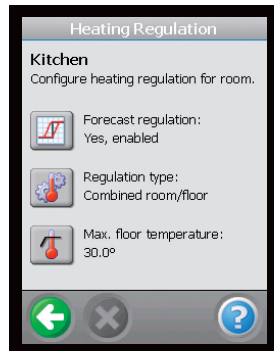 Heating Regulation
Kitchen
Configure heating regulation for room.
Forecast regulation:
Yes, enabled
Regulation type:
Combined room/floor
Max. floor temperature:
30.0º
?